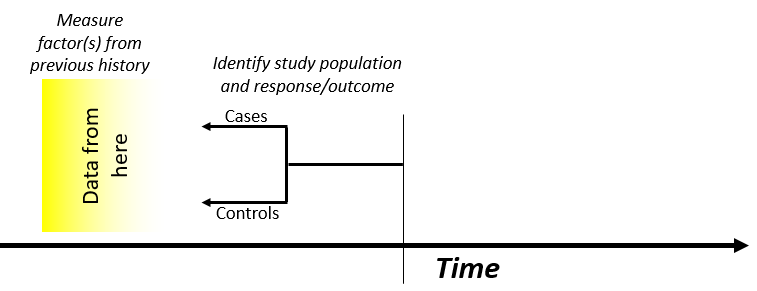 Measure
factor(s) from
previous history
Identify study population
and response/outcome
Data from
here
Cases
Controls
Time